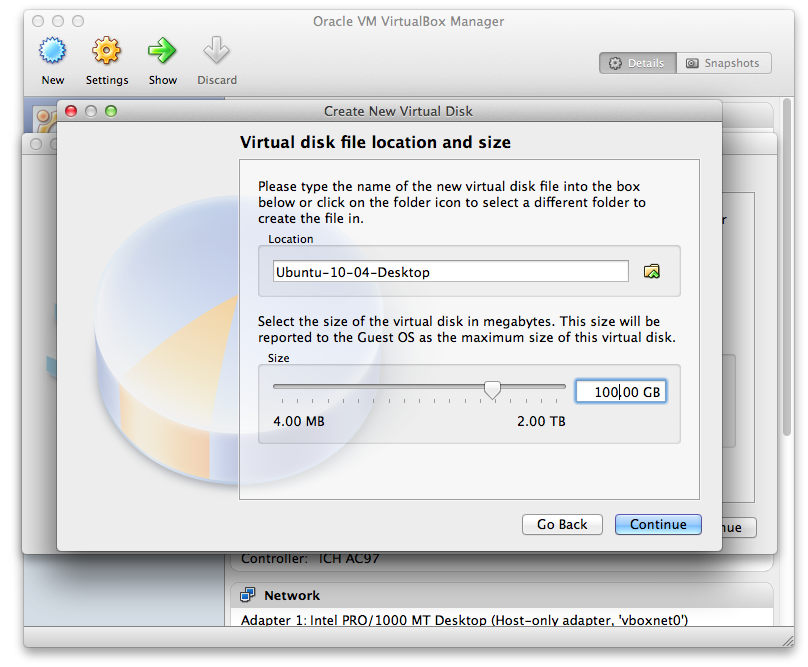 Oracle VM VirtualBox Manager
New Settings Show Discard Details Snapshots
Create New Virtual Disk
Virtual disk file location and size
Please type the name of the new virtual disk file into the box
below or click on the folder icon to select a different folder to
create the file in.
Location
Ubuntu-10-04-Desktop
Select the size of the virtual disk in megabytes. This size will be
reported to the Guest OS as the maximum size of this virtual disk.
Size
100.00 GB
4.00 MB 2.00 TB
Go Back Continue
Controller: ICH AC97
Network
Adapter 1: Intel PRO/1000 MT Desktop (Host-only adapter, 'vboxnet0')